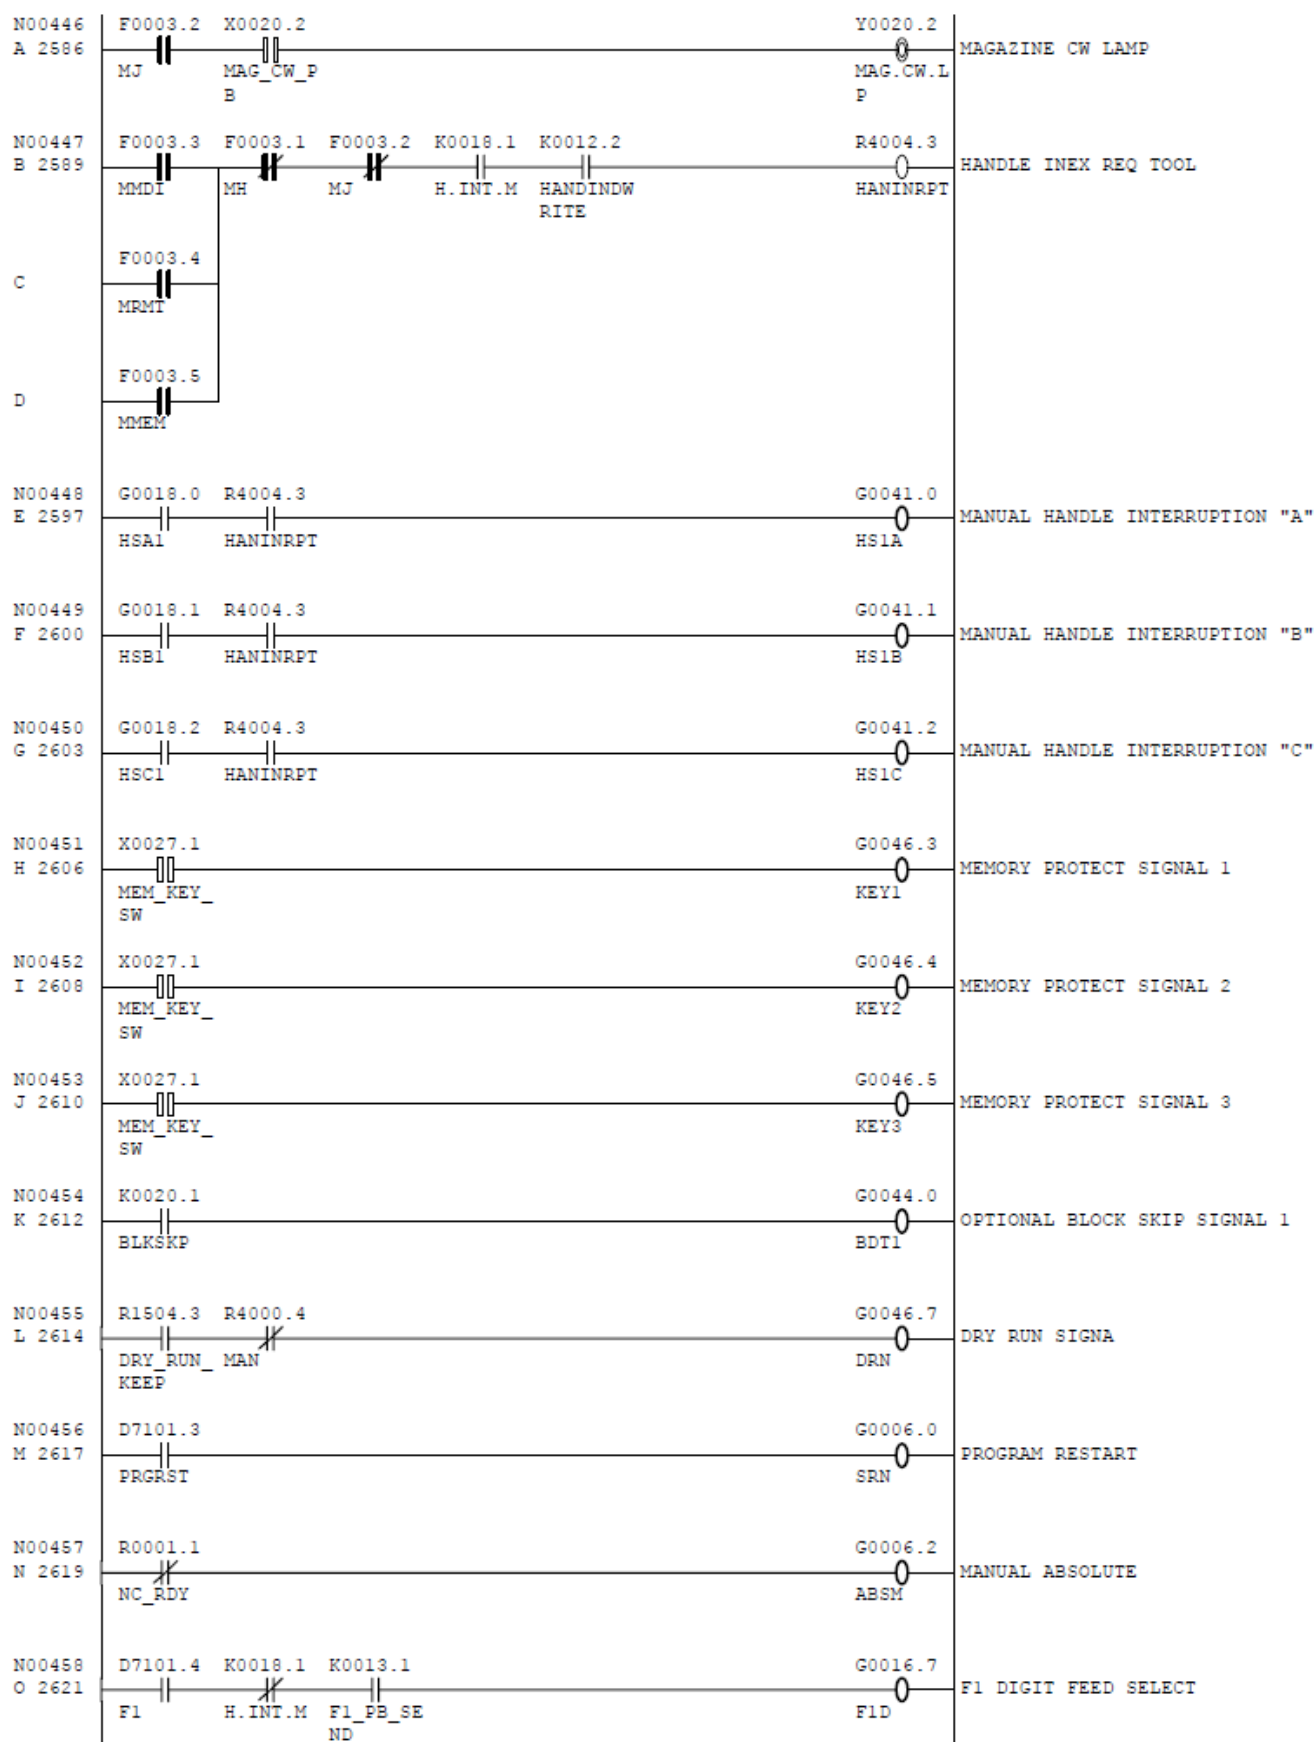 N00446 F0003.2 X0020.2 Y0020.2
A 2586 MAGAZINE CW LAMP
MJ MAG_CW_P MAG.CW.L
B P
N00447 F0003.3 F0003.1 F0003.2 K0018.1 K0012.2 R4004.3
B 2589 HANDLE INEX REQ TOOL
MMDI MH MJ H.INT.M HANDINDW HANINRPT
RITE
F0003.4
C
MRMT
F0003.5
D
MMEM
N00448 G0018.0 R4004.3 G0041.0
E 2597 MANUAL HANDLE INTERRUPTION "A"
HSA1 HANINRPT HS1A
N00449 G0018.1 R4004.3 G0041.1
F 2600 MANUAL HANDLE INTERRUPTION "B"
HSB1 HANINRPT HS1B
N00450 G0018.2 R4004.3 G0041.2
G 2603 MANUAL HANDLE INTERRUPTION "C"
HSC1 HANINRPT HS1C
N00451 X0027.1 G0046.3
H 2606 MEMORY PROTECT SIGNAL 1
MEM_KEY_ KEY1
SW
N00452 X0027.1 G0046.4
I 2608 MEMORY PROTECT SIGNAL 2
MEM_KEY_ KEY2
SW
N00453 X0027.1 G0046.5
J 2610 MEMORY PROTECT SIGNAL 3
MEM_KEY_ KEY3
SW
N00454 K0020.1 G0044.0
K 2612 OPTIONAL BLOCK SKIP SIGNAL 1
BLKSKP BDT1
N00455 R1504.3 R4000.4 G0046.7
L 2614 DRY RUN SIGNA
DRY_RUN_ MAN DRN
KEEP
N00456 D7101.3 G0006.0
M 2617 PROGRAM RESTART
PRGRST SRN
N00457 R0001.1 G0006.2
N 2619 MANUAL ABSOLUTE
NC_RDY ABSM
N00458 D7101.4 K0018.1 K0013.1 G0016.7
O 2621 F1 DIGIT FEED SELECT
F1 H.INT.M F1_PB_SE F1D
ND